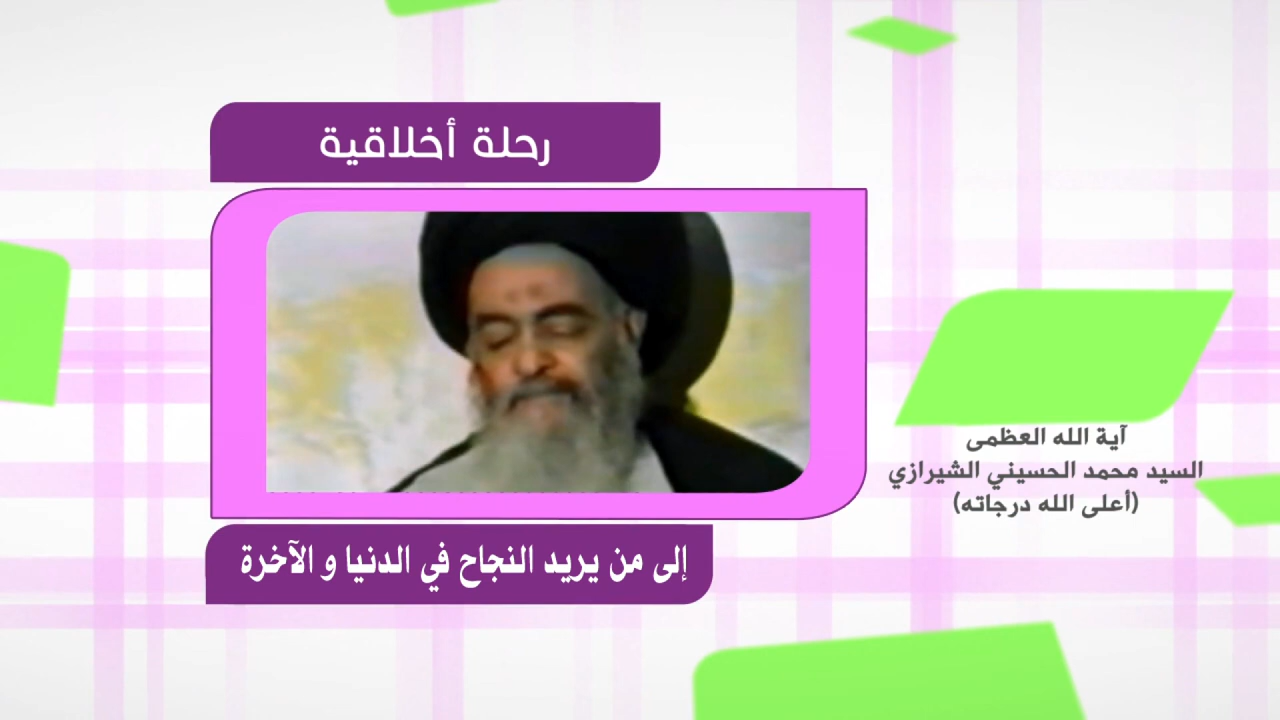 رحلة أخلاقية
آية الله العظمى
السيد محمد الحسيني الشيرازي
(أعلى الله درجاته)
إلى من يريد النجاح في الدنيا و الآخرة